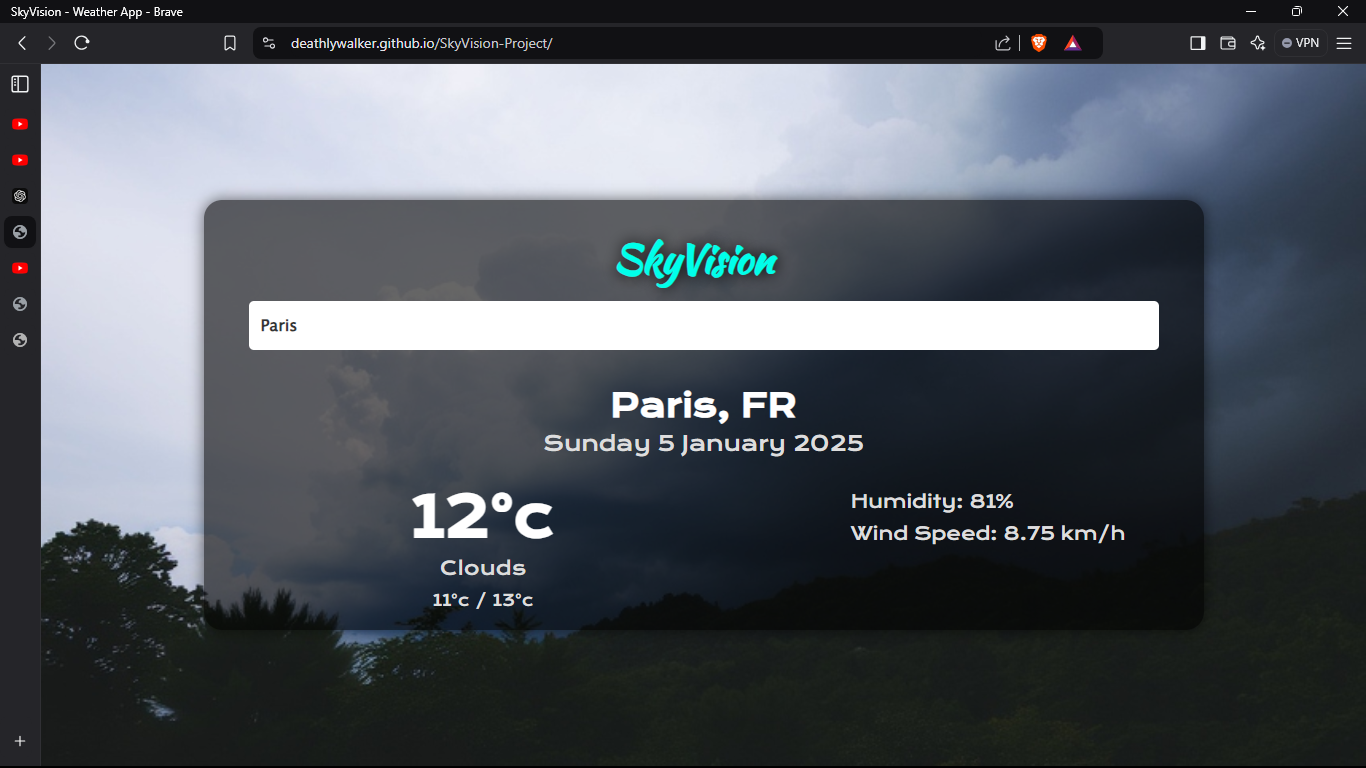 SkyVision - Weather App - Brave
deathlywalker.github.io/SkyVision-Project/
VPN
SkyVision
Paris
Paris, FR
Sunday 5 January 2025
12°c
Clouds
11°c / 13°c
Humidity: 81%
Wind Speed: 8.75 km/h